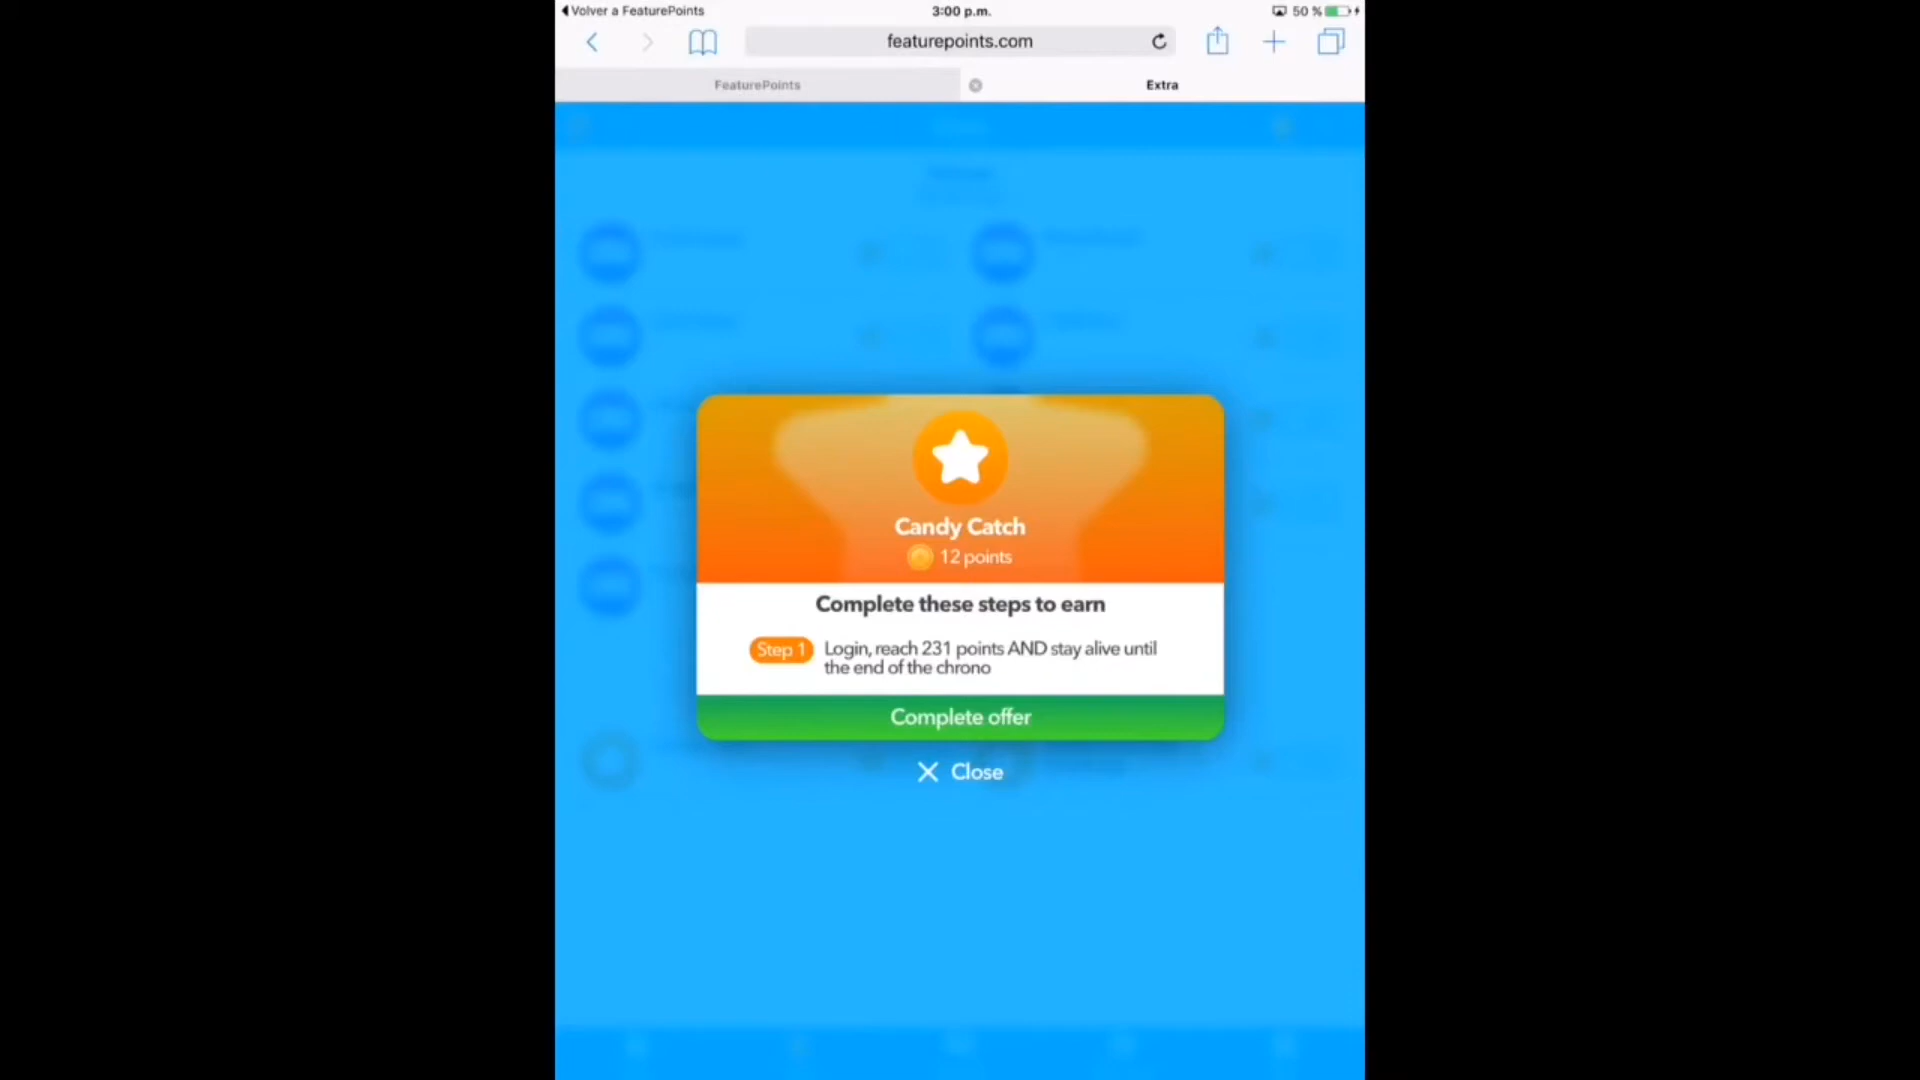 Volver a FeaturePoints
3:00 p.m.
50 %
featurepoints.com
FeaturePoints
Extra
Candy Catch
12 points
Complete these steps to earn
Step 1
Login, reach 231 points AND stay alive until
the end of the chrono
Complete offer
Close